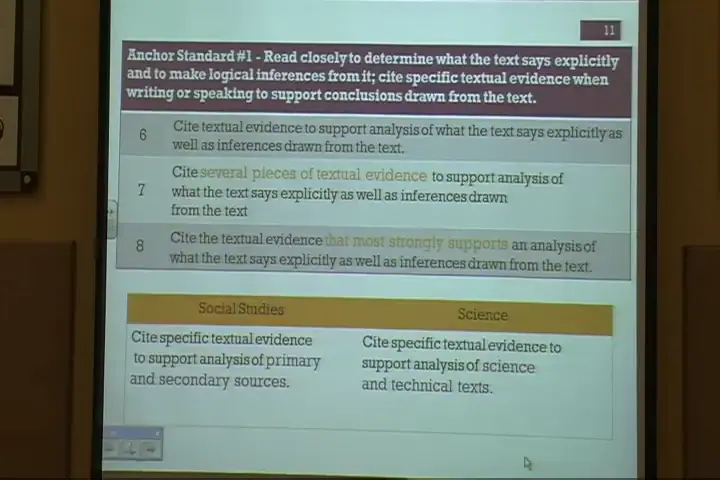 11
Anchor Standard #1 - Read closely to determine what the text says explicitly
and to make logical inferences from it; cite specific textual evidence when
writing or speaking to support conclusions drawn from the text.
6
Cite textual evidence to support analysis of what the text says explicitly as
well as inferences drawn from the text.
7
Cite several pieces of textual evidence to support analysis of
what the text says explicitly as well as inferences drawn
from the text
8
Cite the textual evidence that most strongly supports an analysis of
what the text says explicitly as well as inferences drawn from the text.
Social Studies
Science
Cite specific textual evidence
to support analysis of primary
and secondary sources.
Cite specific textual evidence to
support analysis of science
and technical texts.